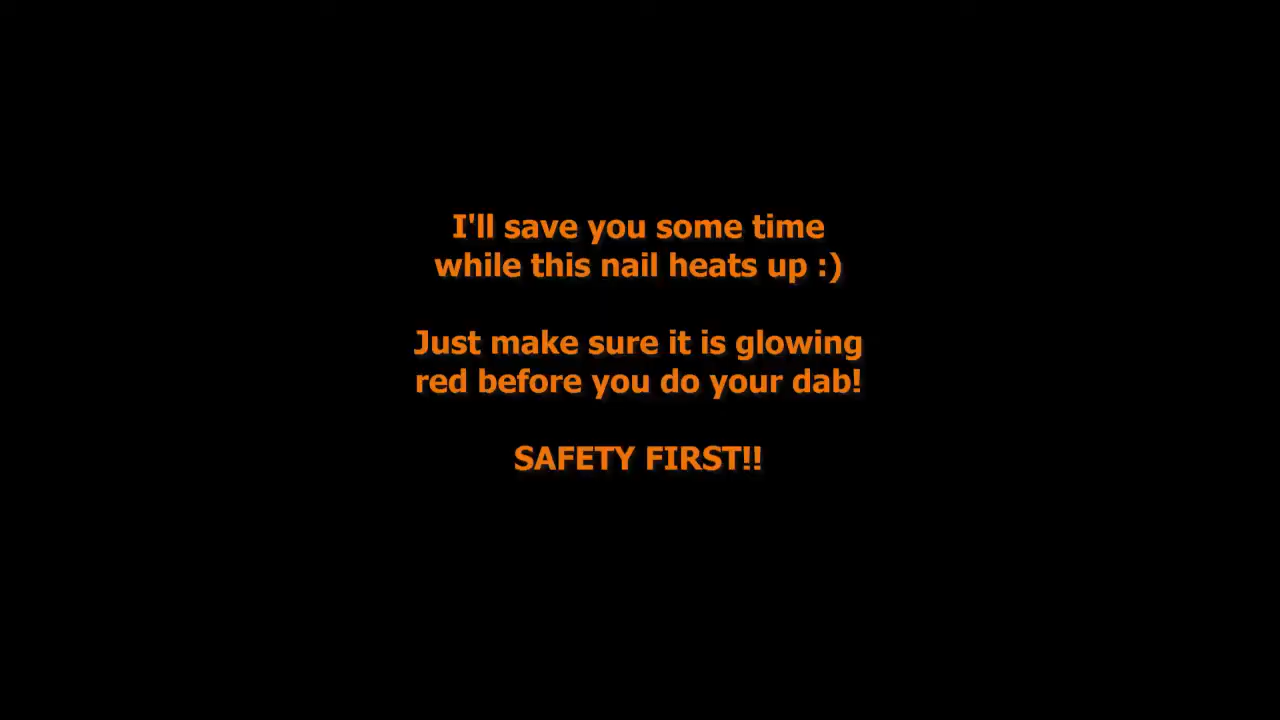 I'll save you some time
while this nail heats up :)
Just make sure it is glowing
red before you do your dab!
SAFETY FIRST!!